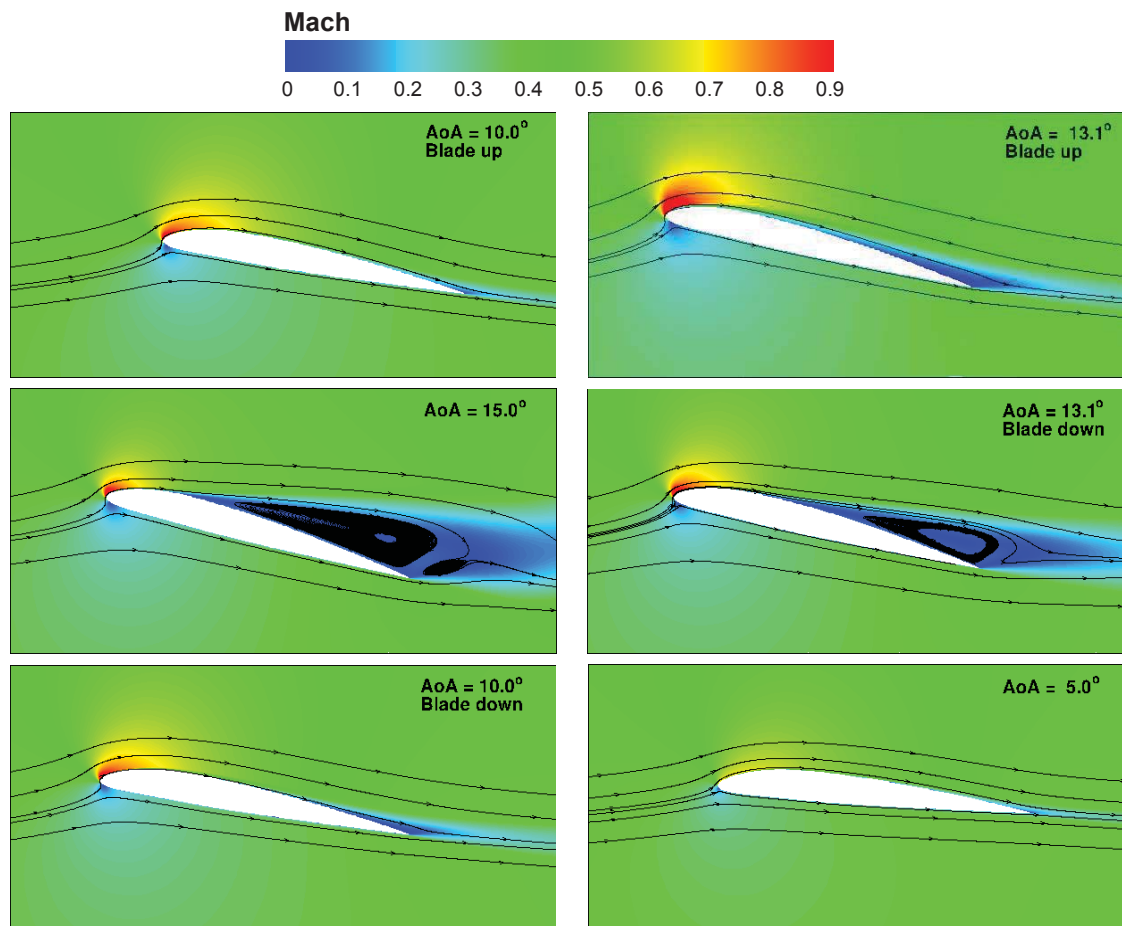 Mach
0 0.1 0.2 0.3 0.4 0.5 0.6 0.7 0.8 0.9
AoA = 10.0°
Blade up
AoA = 13.1°
Blade up
AoA = 15.0°
AoA = 13.1°
Blade down
AoA = 10.0°
Blade down
AoA = 5.0°